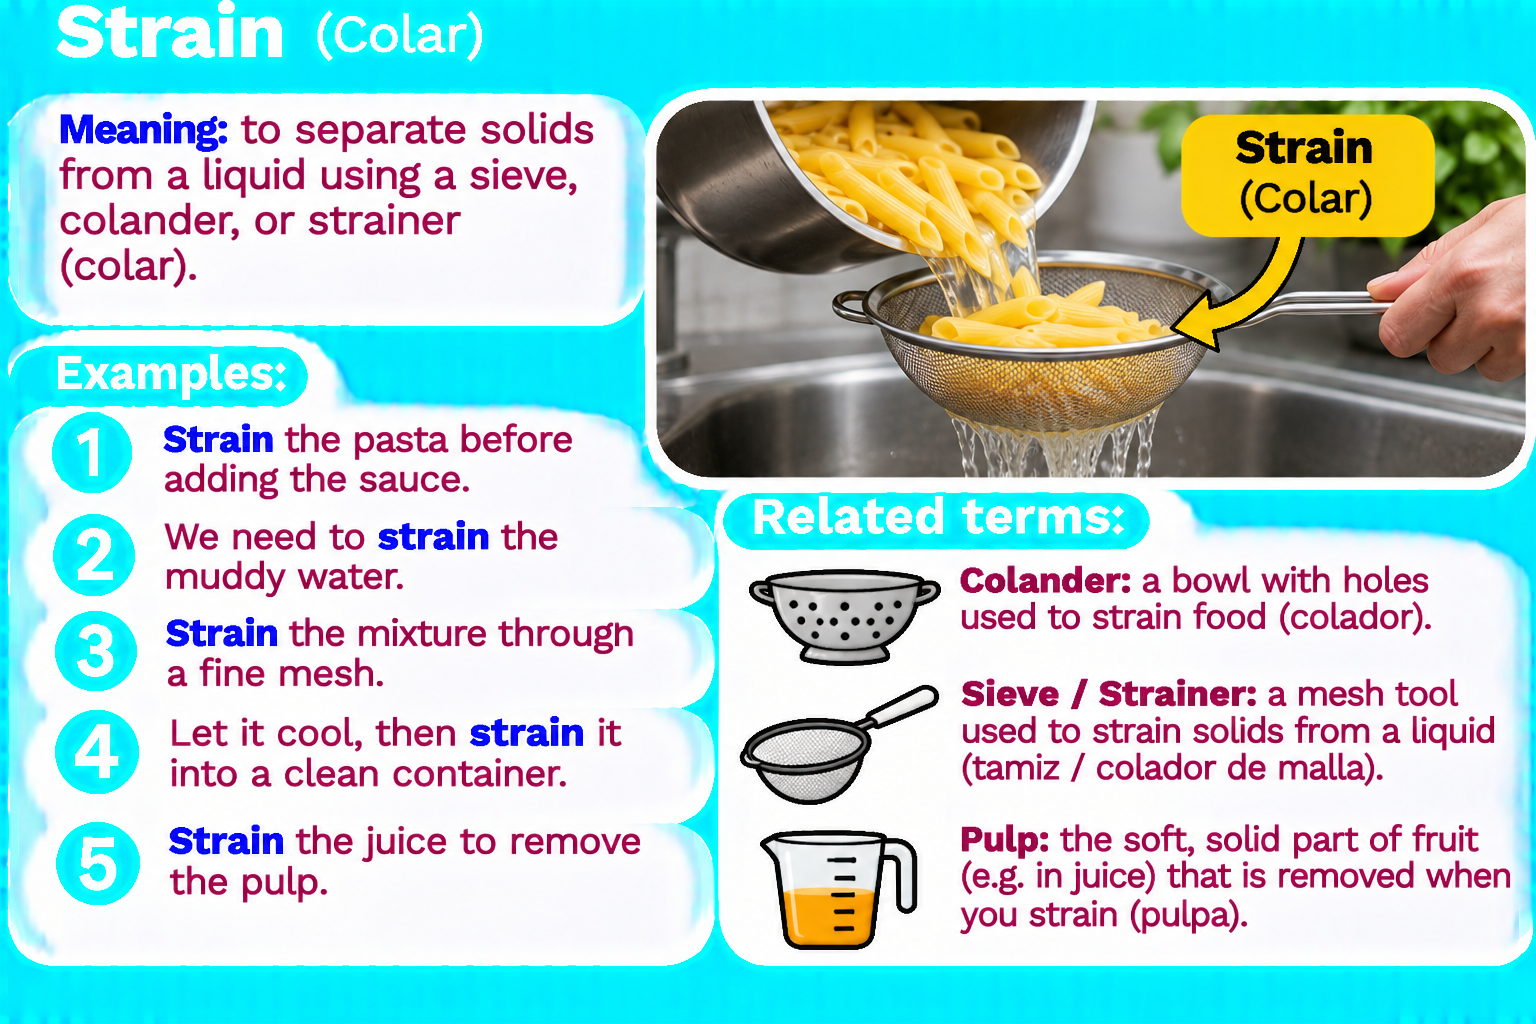 Strain (Colar)
Meaning: to separate solids
from a liquid using a sieve,
colander, or strainer
(colar).
Strain
(Colar)
Examples:
1 Strain the pasta before
adding the sauce.
2 We need to strain the
muddy water.
3 Strain the mixture through
a fine mesh.
4 Let it cool, then strain it
into a clean container.
5 Strain the juice to remove
the pulp.
Related terms:
Colander: a bowl with holes
used to strain food (colador).
Sieve / Strainer: a mesh tool
used to strain solids from a liquid
(tamiz / colador de malla).
Pulp: the soft, solid part of fruit
(e.g. in juice) that is removed when
you strain (pulpa).